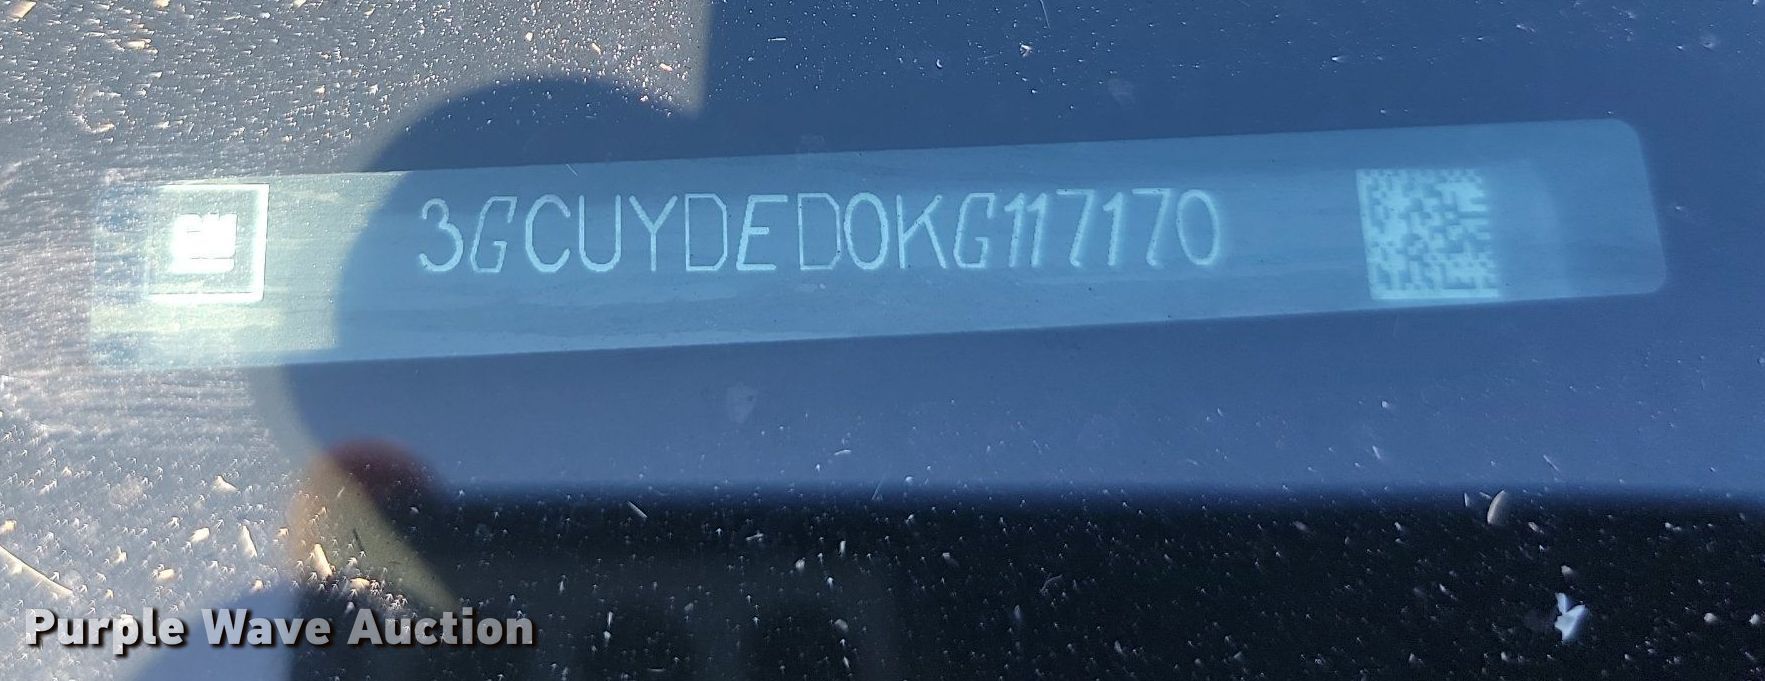 GM
3GCUYDED0KG117170
Purple Wave Auction